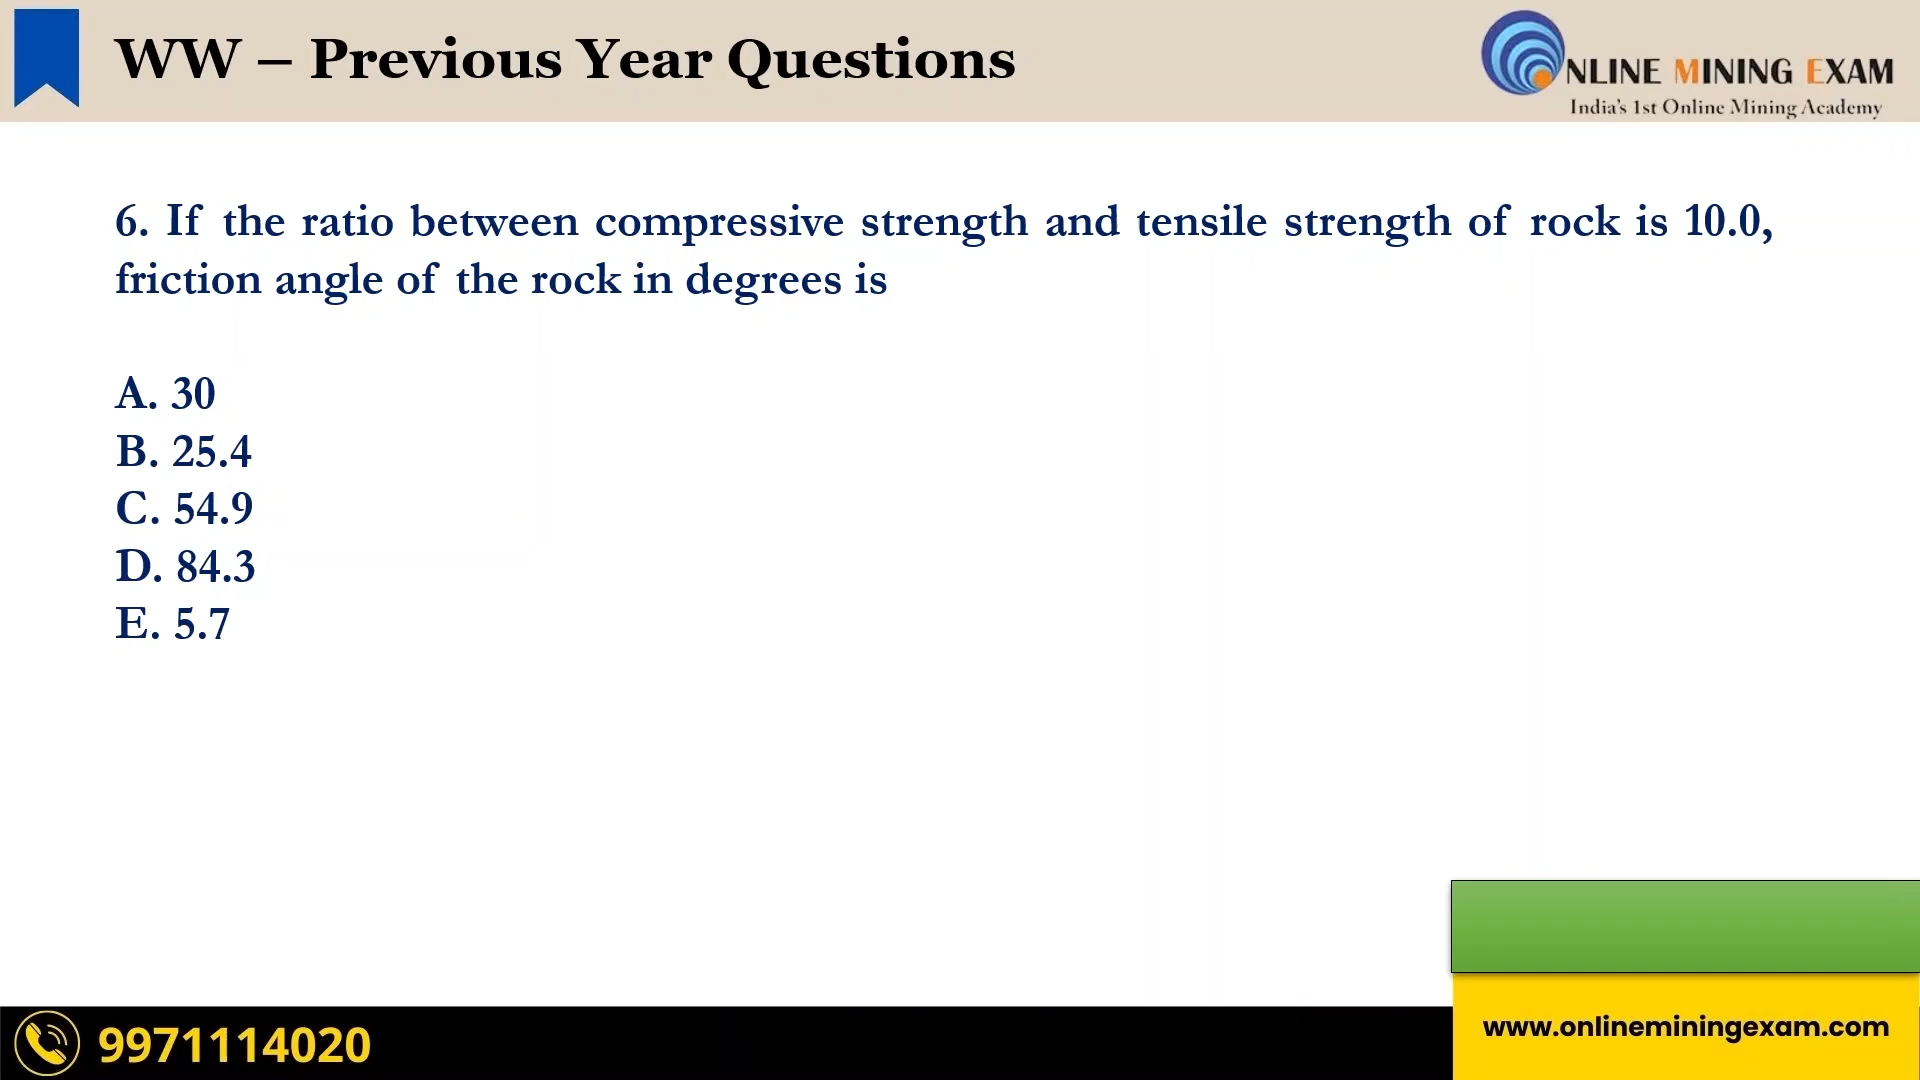 WW – Previous Year Questions
NLINE MINING EXAM
India's 1st Online Mining Academy
6. If the ratio between compressive strength and tensile strength of rock is 10.0,
friction angle of the rock in degrees is
A. 30
B. 25.4
C. 54.9
D. 84.3
E. 5.7
9971114020
www.onlineminingexam.com